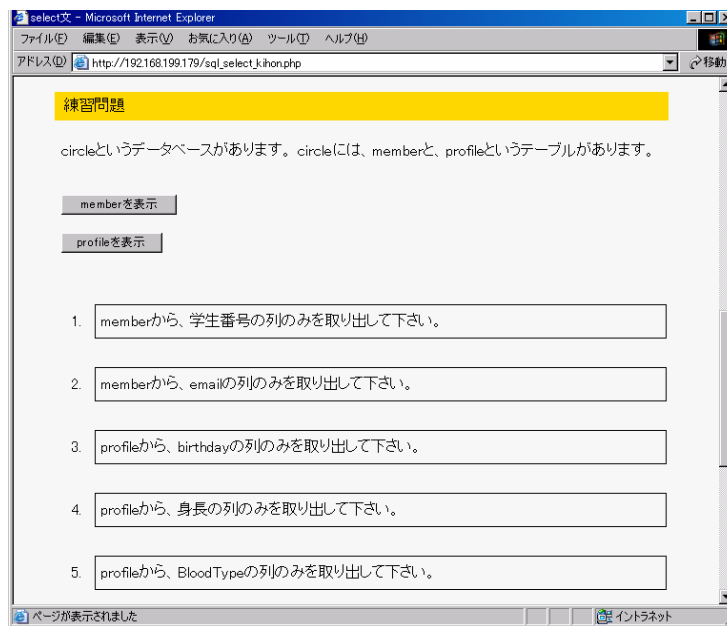 select文 - Microsoft Internet Explorer
ファイル(F) 編集(E) 表示(V) お気に入り(A) ツール(T) ヘルプ(H)
アドレス(D) http://192.168.199.179/sql_select_kihon.php 移動
練習問題
circleというデータベースがあります。circleには、memberと、profileというテーブルがあります。
memberを表示
profileを表示
1. memberから、学生番号の列のみを取り出して下さい。
2. memberから、emailの列のみを取り出して下さい。
3. profileから、birthdayの列のみを取り出して下さい。
4. profileから、身長の列のみを取り出して下さい。
5. profileから、BloodTypeの列のみを取り出して下さい。
ページが表示されました イントラネット